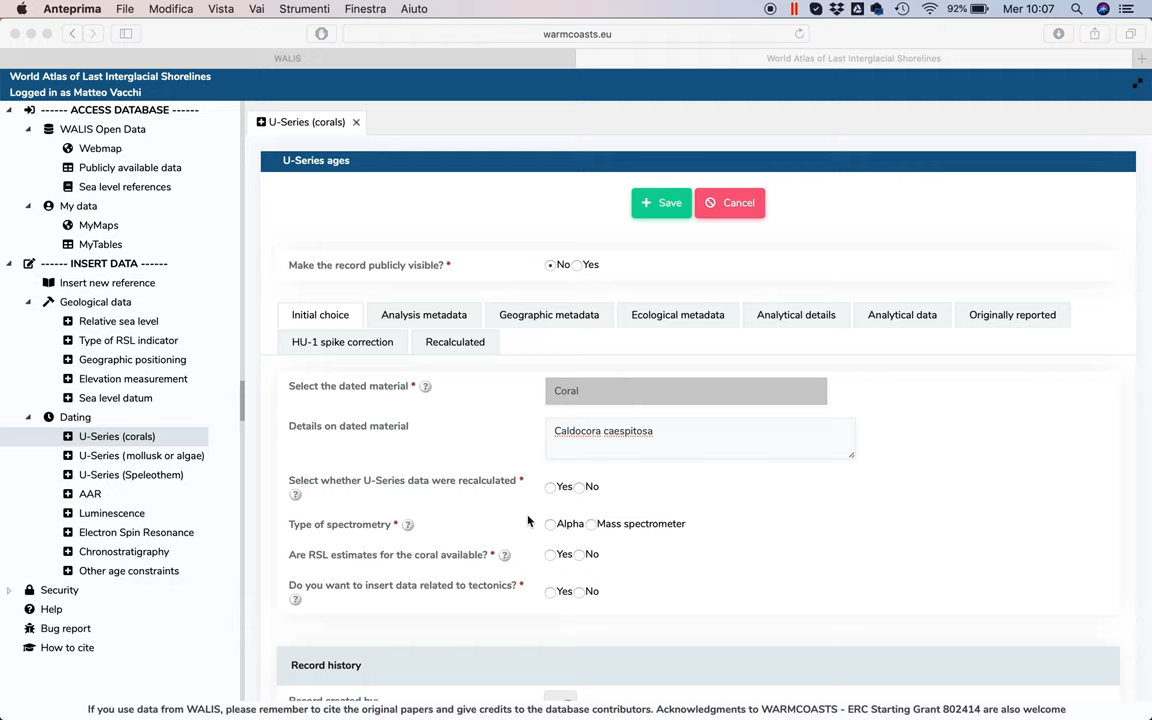 Anteprima File Modifica Vista Vai Strumenti Finestra Aiuto 92% Mer 10:07
warmcoasts.eu
WALIS World Atlas of Last Interglacial Shorelines
World Atlas of Last Interglacial Shorelines
Logged in as Matteo Vacchi
------ ACCESS DATABASE ------
WALIS Open Data
Webmap
Publicly available data
Sea level references
My data
MyMaps
MyTables
------ INSERT DATA ------
Insert new reference
Geological data
Relative sea level
Type of RSL indicator
Geographic positioning
Elevation measurement
Sea level datum
Dating
U-Series (corals)
U-Series (mollusk or algae)
U-Series (Speleothem)
AAR
Luminescence
Electron Spin Resonance
Chronostratigraphy
Other age constraints
Security
Help
Bug report
How to cite
U-Series (corals)
U-Series ages
Save Cancel
Make the record publicly visible? * No Yes
Initial choice Analysis metadata Geographic metadata Ecological metadata Analytical details Analytical data Originally reported
HU-1 spike correction Recalculated
Select the dated material * ? Coral
Details on dated material Caldocora caespitosa
Select whether U-Series data were recalculated * ? Yes No
Type of spectrometry * ? Alpha Mass spectrometer
Are RSL estimates for the coral available? * ? Yes No
Do you want to insert data related to tectonics? * ? Yes No
Record history
Record created by
If you use data from WALIS, please remember to cite the original papers and give credits to the database contributors. Acknowledgments to WARMCOASTS - ERC Starting Grant 802414 are also welcome